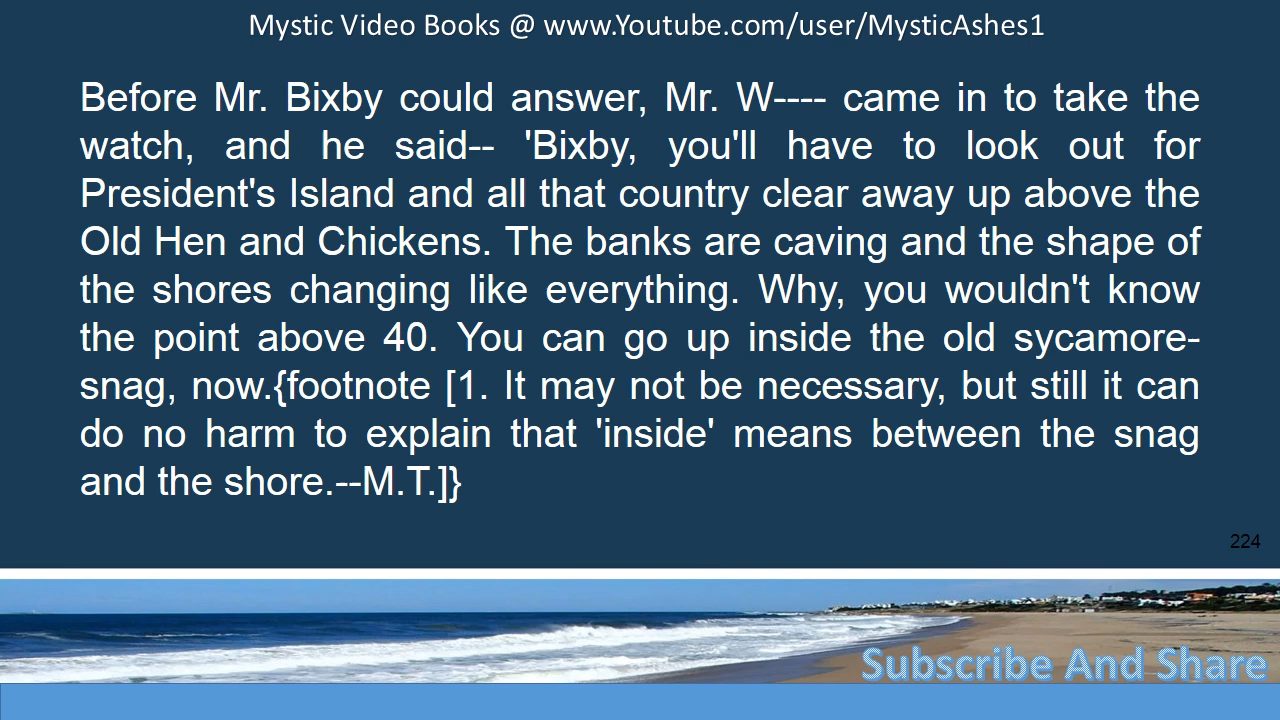 Mystic Video Books @ www.Youtube.com/user/MysticAshes1
Before Mr. Bixby could answer, Mr. W---- came in to take the
watch, and he said-- 'Bixby, you'll have to look out for
President's Island and all that country clear away up above the
Old Hen and Chickens. The banks are caving and the shape of
the shores changing like everything. Why, you wouldn't know
the point above 40. You can go up inside the old sycamore-
snag, now.{footnote [1. It may not be necessary, but still it can
do no harm to explain that 'inside' means between the snag
and the shore.--M.T.]}
224
Subscribe And Share